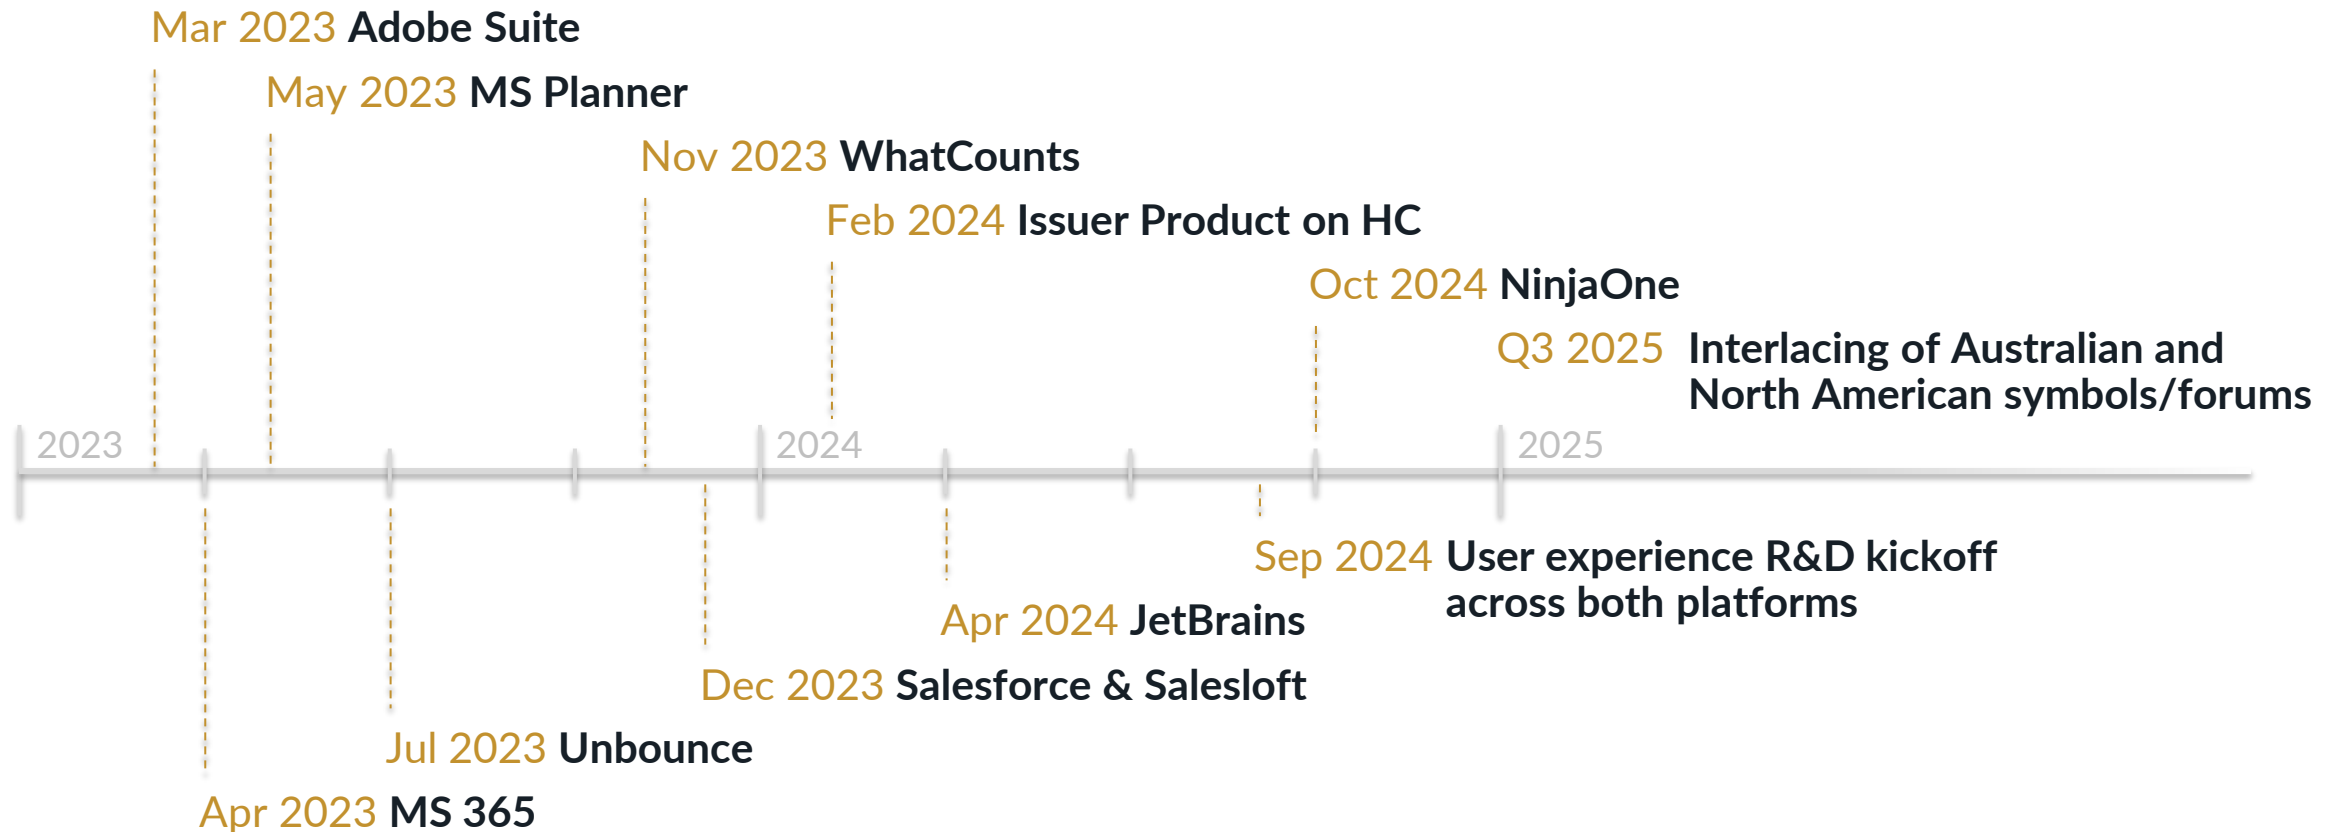 Mar 2023 Adobe Suite
May 2023 MS Planner
Nov 2023 WhatCounts
Feb 2024 Issuer Product on HC
Oct 2024 NinjaOne
Q3 2025 Interlacing of Australian and
North American symbols/forums
2023
2024
2025
Sep 2024 User experience R&D kickoff
across both platforms
Apr 2024 JetBrains
Dec 2023 Salesforce & Salesloft
Jul 2023 Unbounce
Apr 2023 MS 365